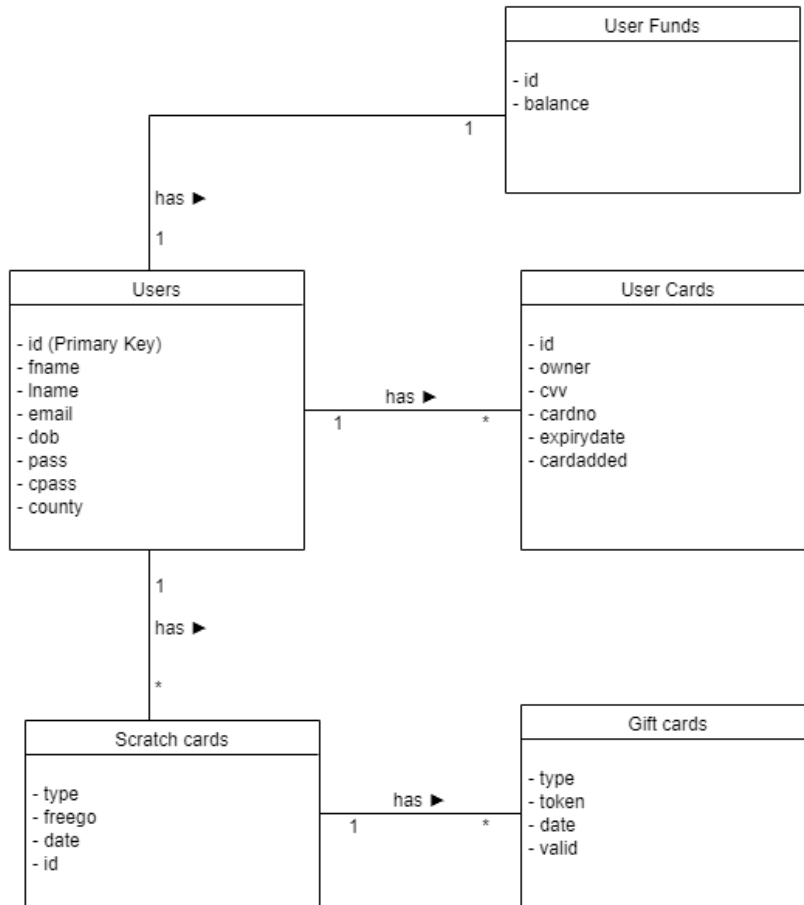 User Funds
- id
- balance
1
has ►
1
Users
- id (Primary Key)
- fname
- lname
- email
- dob
- pass
- cpass
- county
has ►
1
*
User Cards
- id
- owner
- cvv
- cardno
- expirydate
- cardadded
1
has ►
*
Scratch cards
- type
- freego
- date
- id
has ►
1
*
Gift cards
- type
- token
- date
- valid